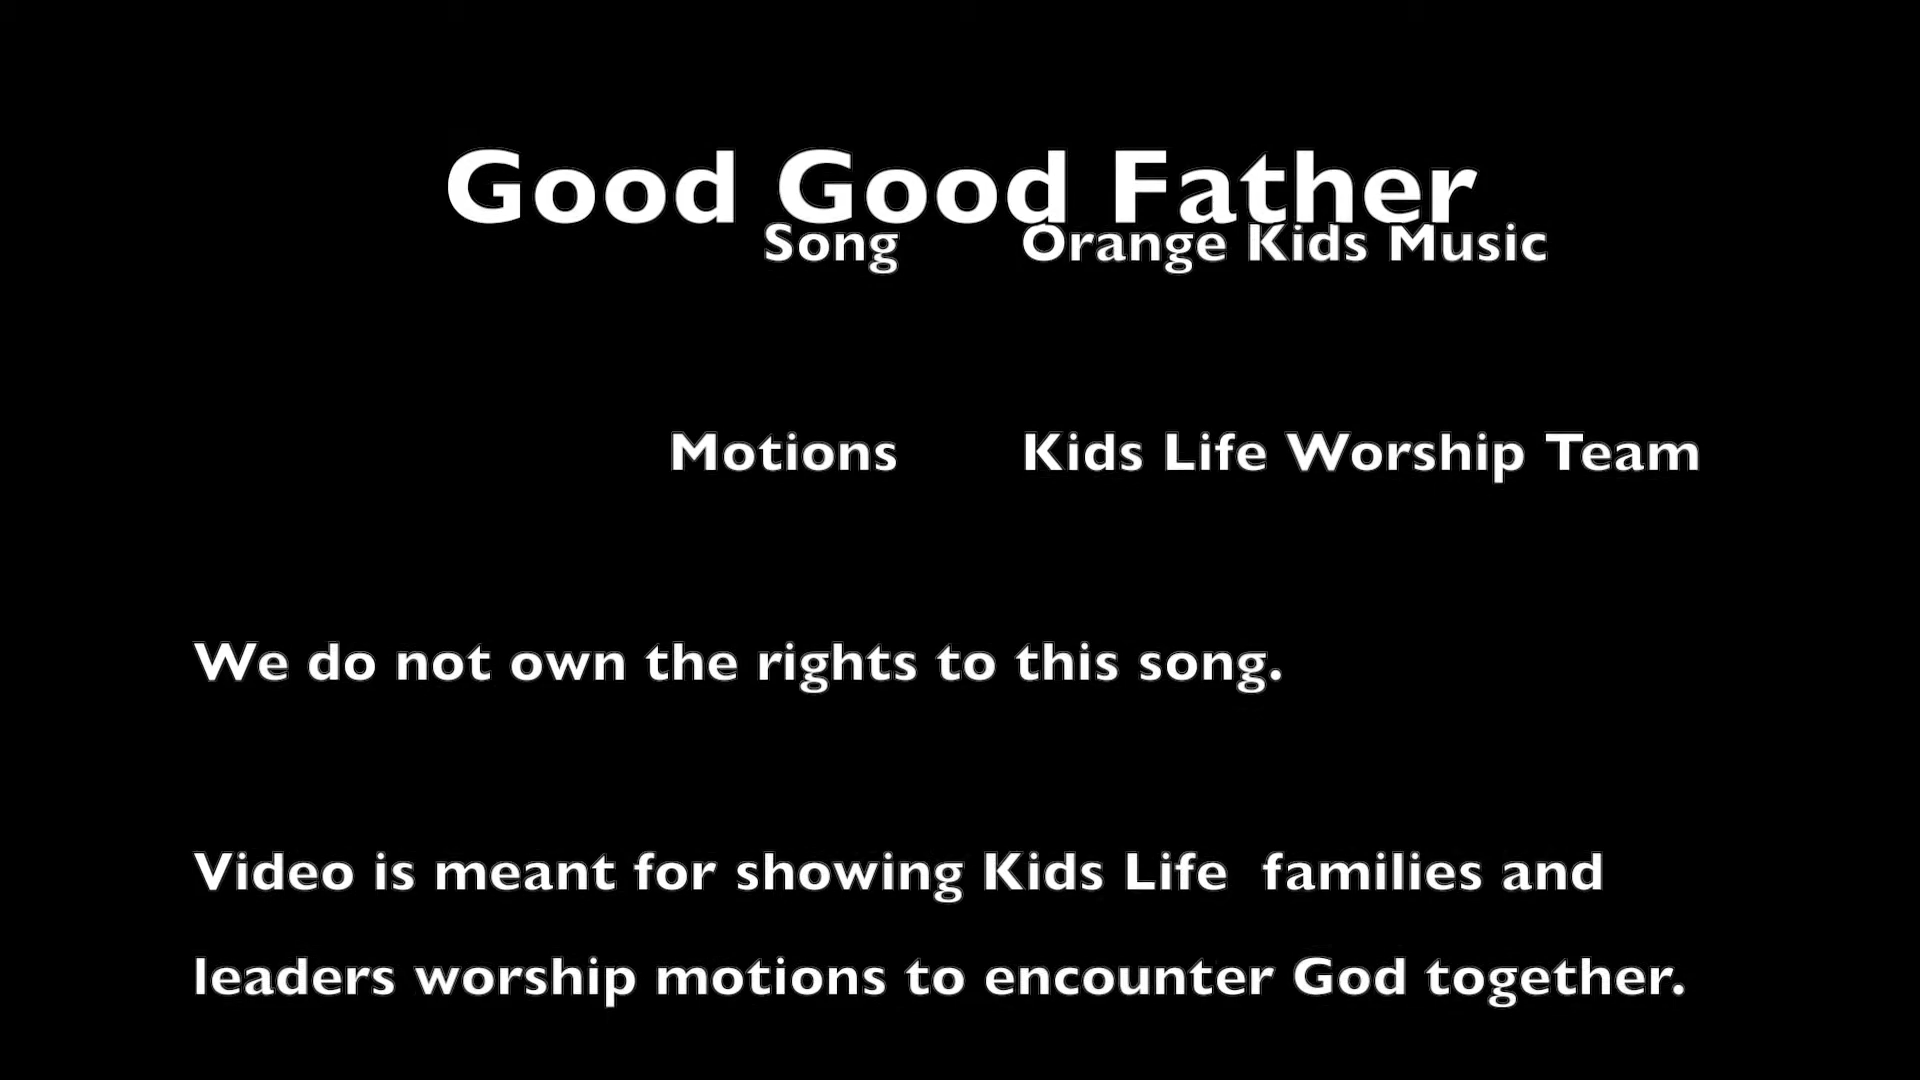 Good Good Father
Song Orange Kids Music
Motions Kids Life Worship Team
We do not own the rights to this song.
Video is meant for showing Kids Life families and
leaders worship motions to encounter God together.